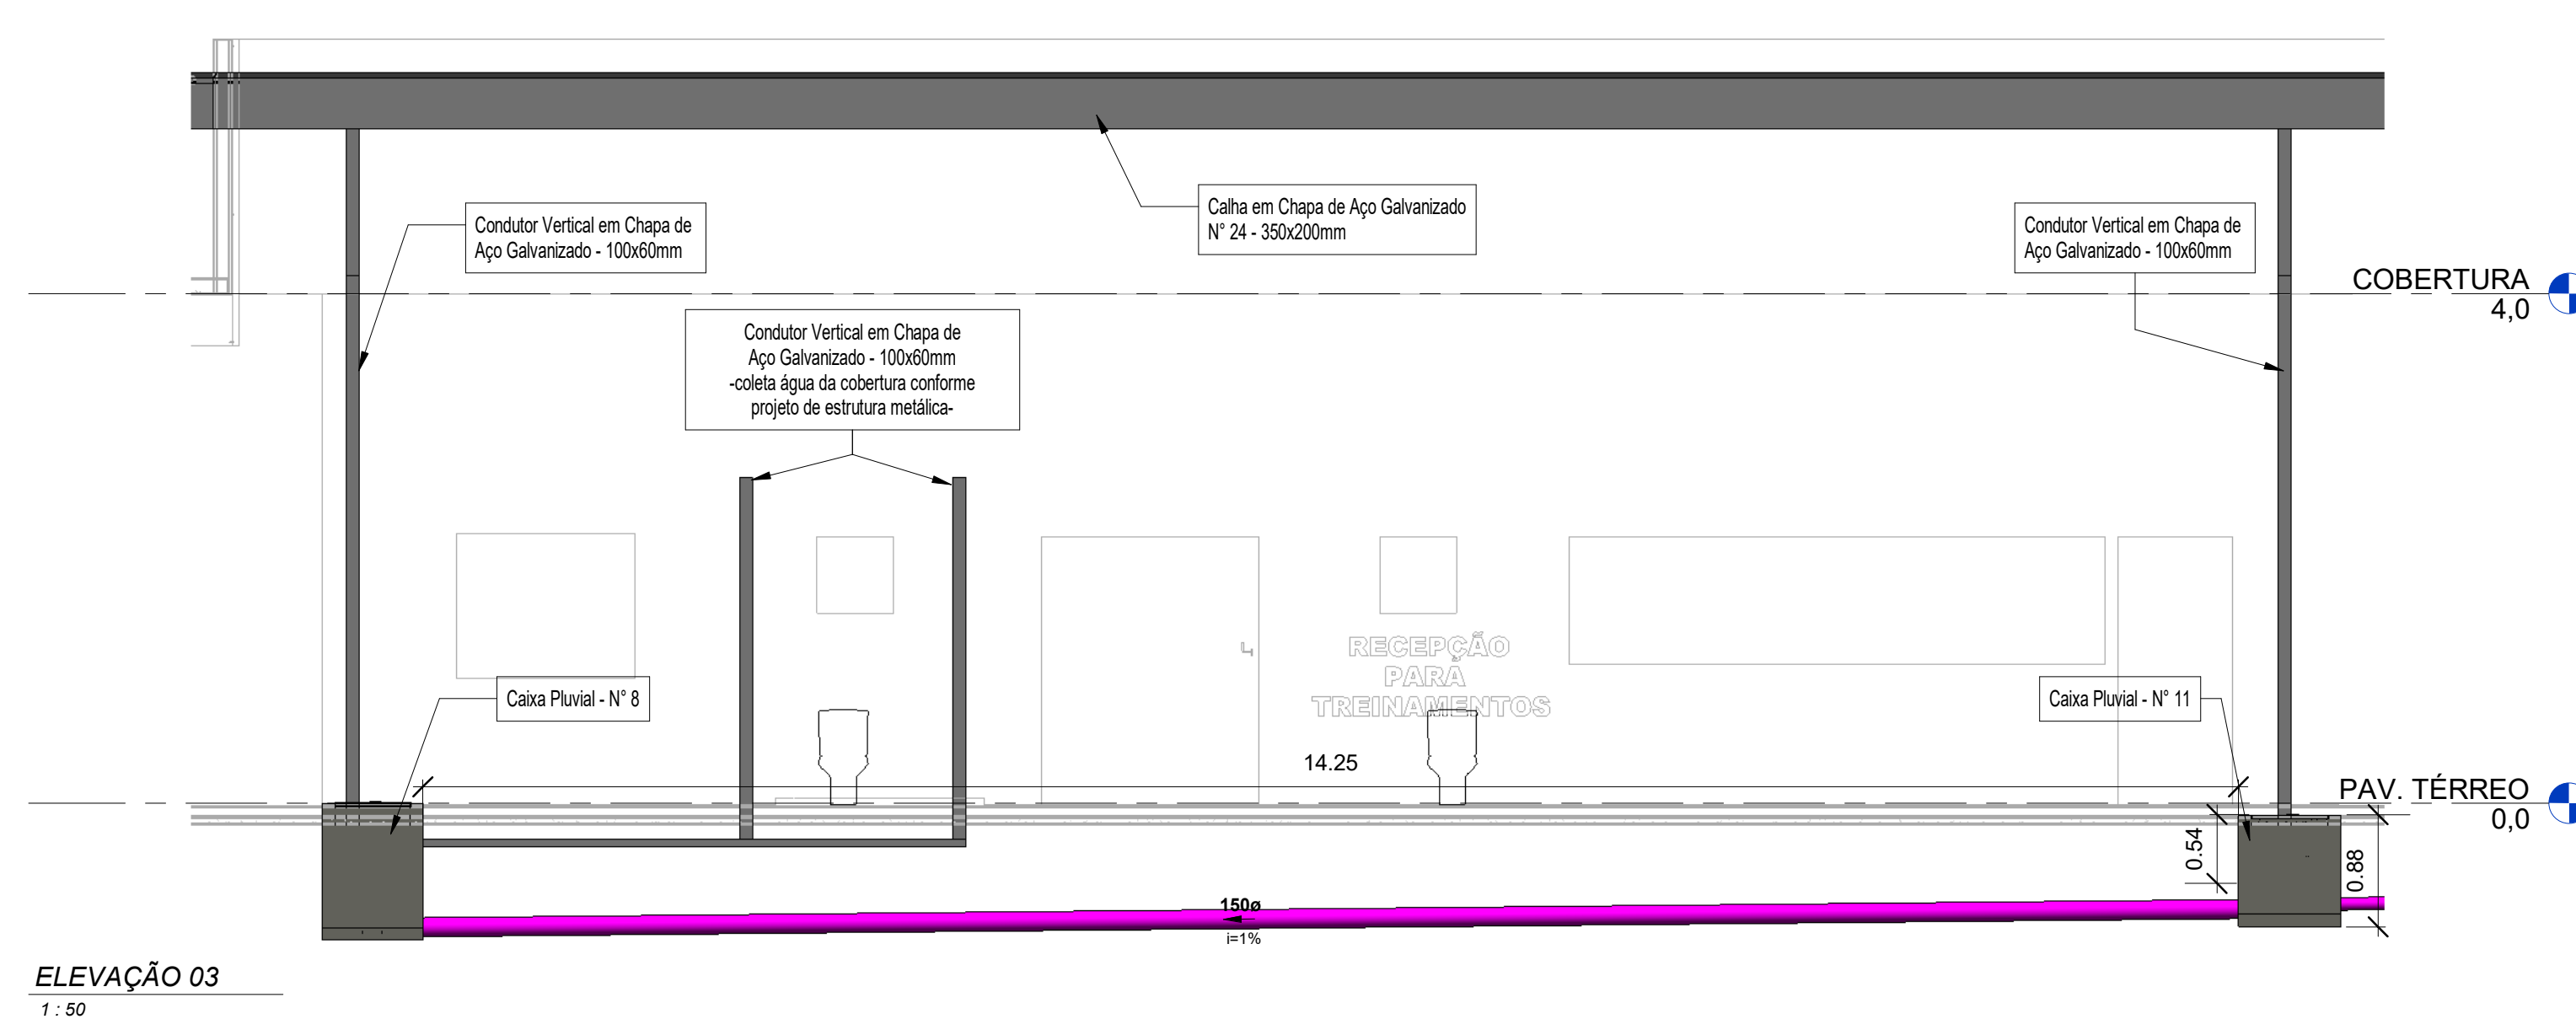 Condutor Vertical em Chapa de
Aço Galvanizado - 100x60mm
Calha em Chapa de Aço Galvanizado
N° 24 - 350x200mm
Condutor Vertical em Chapa de
Aço Galvanizado - 100x60mm
COBERTURA
4,0
Condutor Vertical em Chapa de
Aço Galvanizado - 100x60mm
-coleta água da cobertura conforme
projeto de estrutura metálica-
RECEPÇÃO
PARA
TREINAMENTOS
Caixa Pluvial - N° 8
Caixa Pluvial - N° 11
14.25
PAV. TÉRREO
0,0
0.54
0.88
150ø
i=1%
ELEVAÇÃO 03
1 : 50